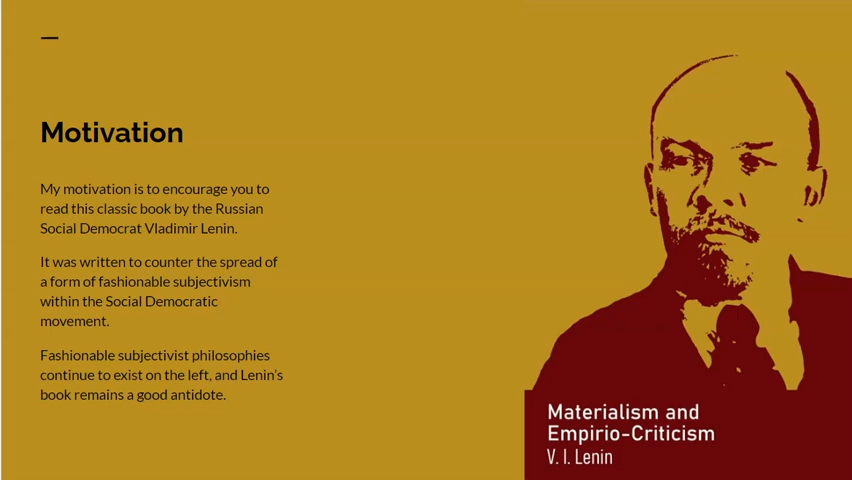 Motivation
My motivation is to encourage you to
read this classic book by the Russian
Social Democrat Vladimir Lenin.
It was written to counter the spread of
a form of fashionable subjectivism
within the Social Democratic
movement.
Fashionable subjectivist philosophies
continue to exist on the left, and Lenin's
book remains a good antidote.
Materialism and
Empirio-Criticism
V. I. Lenin